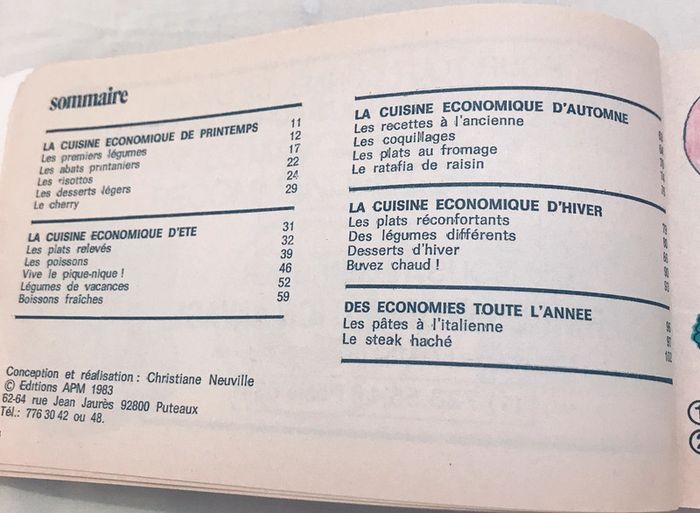 sommaire
LA CUISINE ECONOMIQUE DE PRINTEMPS 11
Les premiers légumes 12
Les abats printaniers 17
Les risottos 22
Les desserts légers 24
Le cherry 29
LA CUISINE ECONOMIQUE D'ETE 31
Les plats relevés 32
Les poissons 39
Vive le pique-nique ! 46
Légumes de vacances 52
Boissons fraîches 59
Conception et réalisation : Christiane Neuville
© Editions APM 1983
62-64 rue Jean Jaurès 92800 Puteaux
Tél.: 776 30 42 ou 48.
LA CUISINE ECONOMIQUE D'AUTOMNE
Les recettes à l'ancienne
Les coquillages
Les plats au fromage
Le ratafia de raisin
LA CUISINE ECONOMIQUE D'HIVER 79
Les plats réconfortants
Des légumes différents
Desserts d'hiver 90
Buvez chaud ! 93
DES ECONOMIES TOUTE L'ANNEE
Les pâtes à l'italienne 97
Le steak haché 102